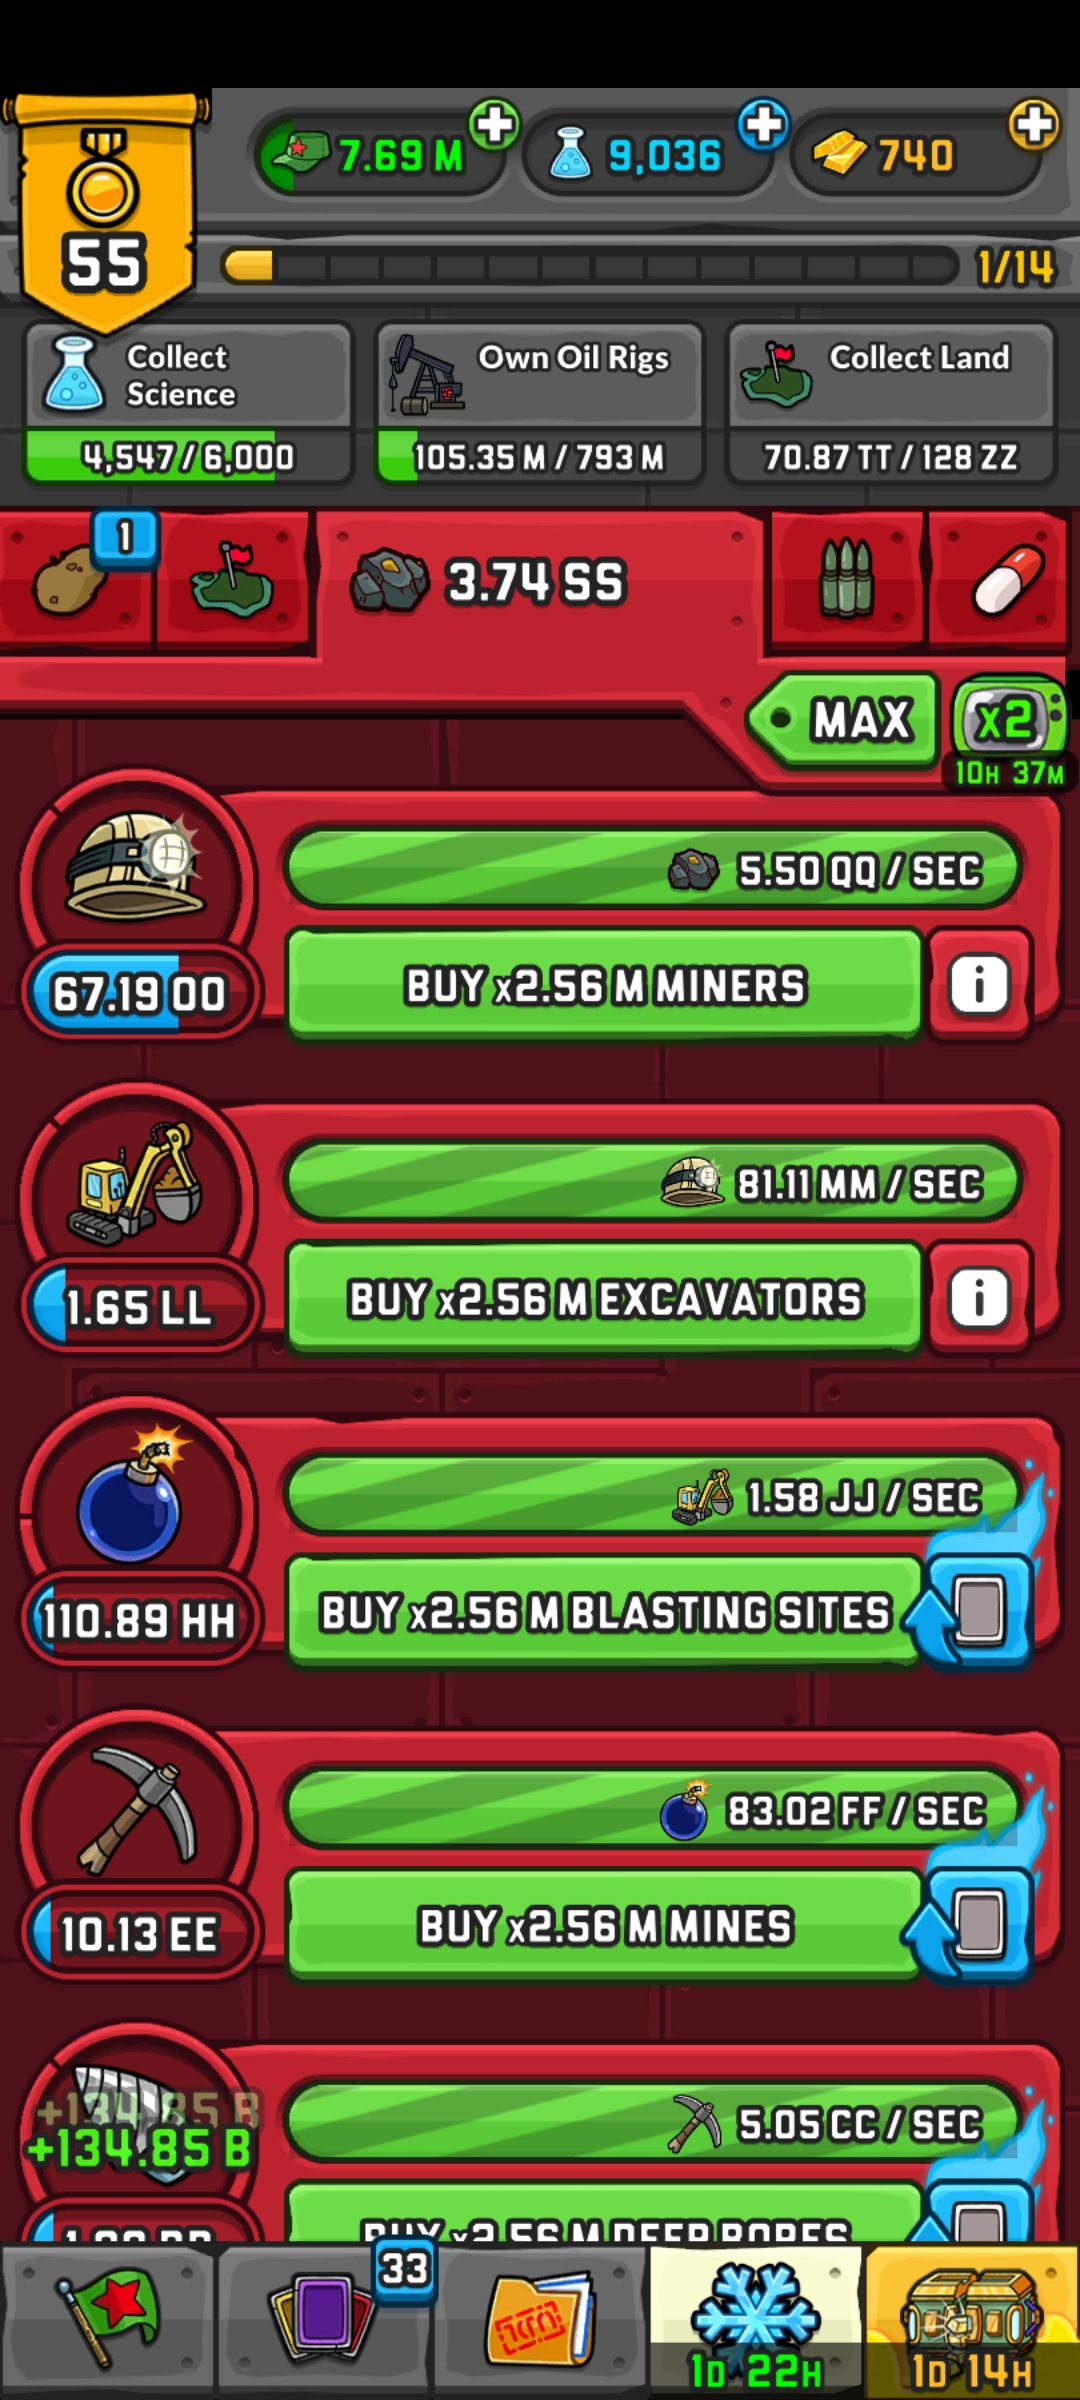 55
7.69 M
9,036
740
1/14
Collect
Science
4,547 / 6,000
Own Oil Rigs
105.35 M / 793 M
Collect Land
70.87 TT / 128 ZZ
1
3.74 SS
MAX
x2
10H 37M
5.50 QQ / SEC
67.19 OO
BUY x2.56 M MINERS
i
81.11 MM / SEC
1.65 LL
BUY x2.56 M EXCAVATORS
i
1.58 JJ / SEC
110.89 HH
BUY x2.56 M BLASTING SITES
83.02 FF / SEC
10.13 EE
BUY x2.56 M MINES
+134.85 B
+134.85 B
5.05 CC / SEC
BUY x2.56 M DEEP BORES
33
1D 22H
1D 14H